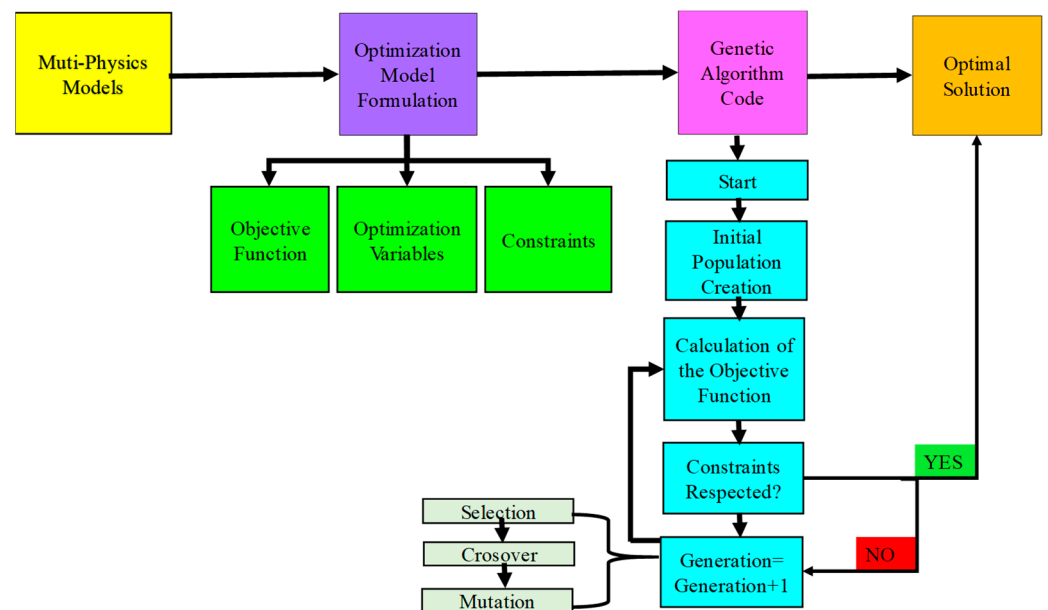 Muti-Physics
Models
Optimization
Model
Formulation
Genetic
Algorithm
Code
Optimal
Solution
Objective
Function
Optimization
Variables
Constraints
Start
Initial
Population
Creation
Calculation of
the Objective
Function
Constraints
Respected?
YES
NO
Generation=
Generation+1
Selection
Crosover
Mutation